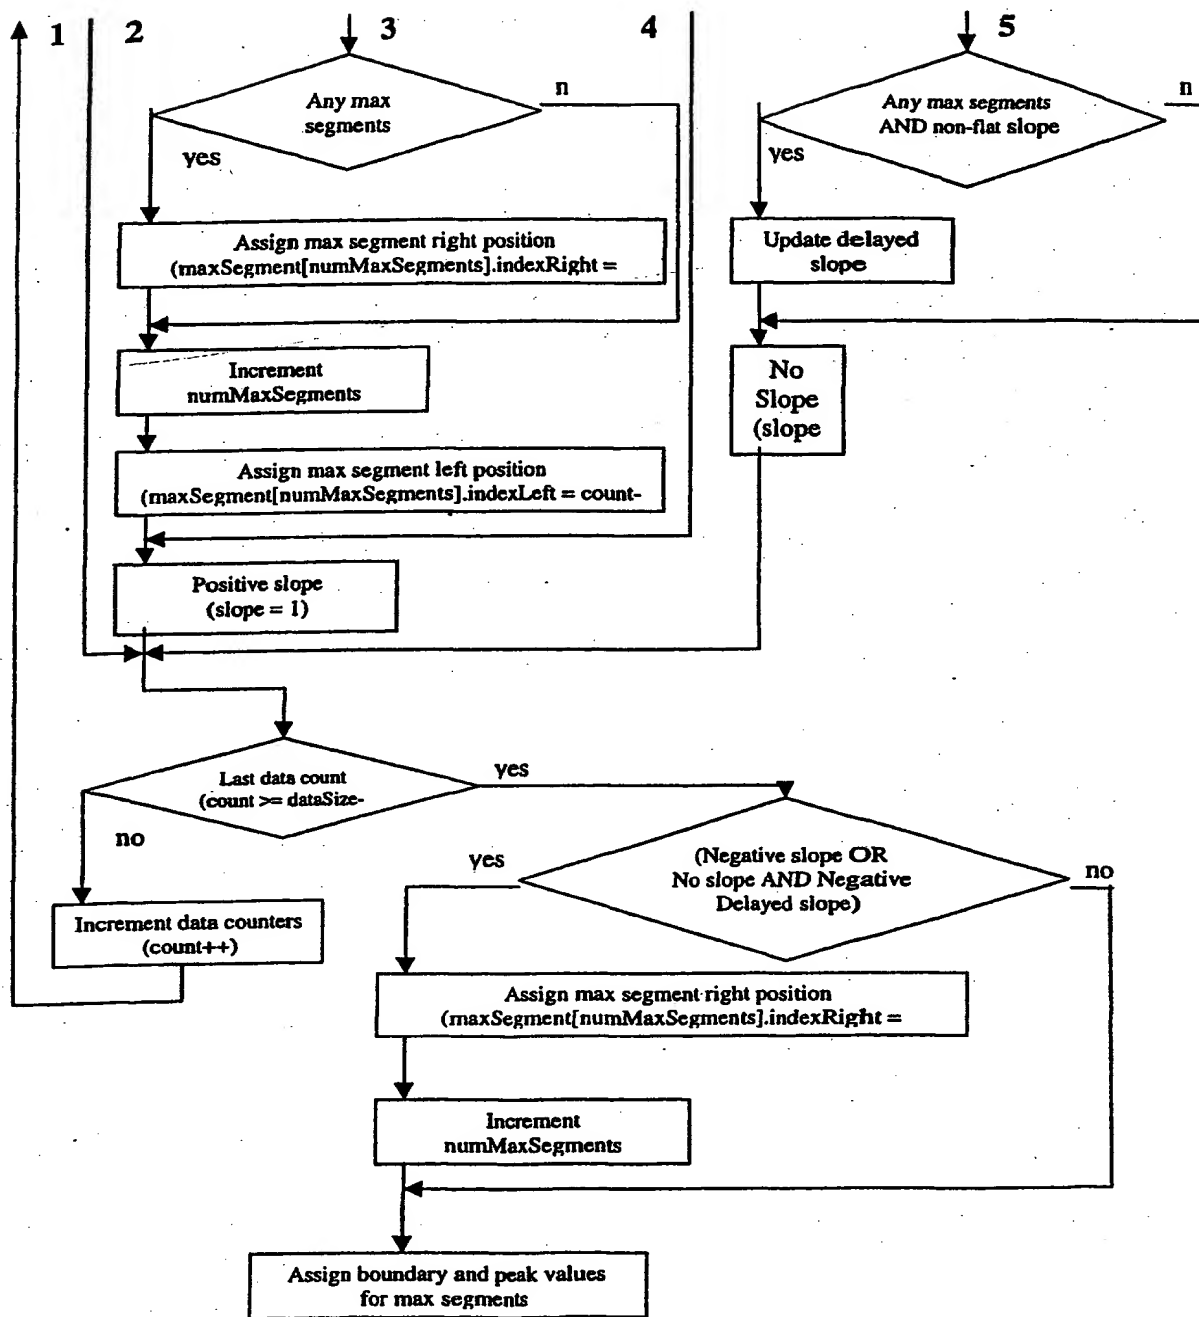 1
2
3
4
5
Any max
segments
n
yes
Any max segments
AND non-flat slope
n
yes
Assign max segment right position
(maxSegment[numMaxSegments].indexRight =
Update delayed
slope
Increment
numMaxSegments
No
Slope
(slope
Assign max segment left position
(maxSegment[numMaxSegments].indexLeft = count-
Positive slope
(slope = 1)
Last data count
(count >= dataSize-
yes
no
(Negative slope OR
No slope AND Negative
Delayed slope)
yes
no
Increment data counters
(count++)
Assign max segment right position
(maxSegment[numMaxSegments].indexRight =
Increment
numMaxSegments
Assign boundary and peak values
for max segments